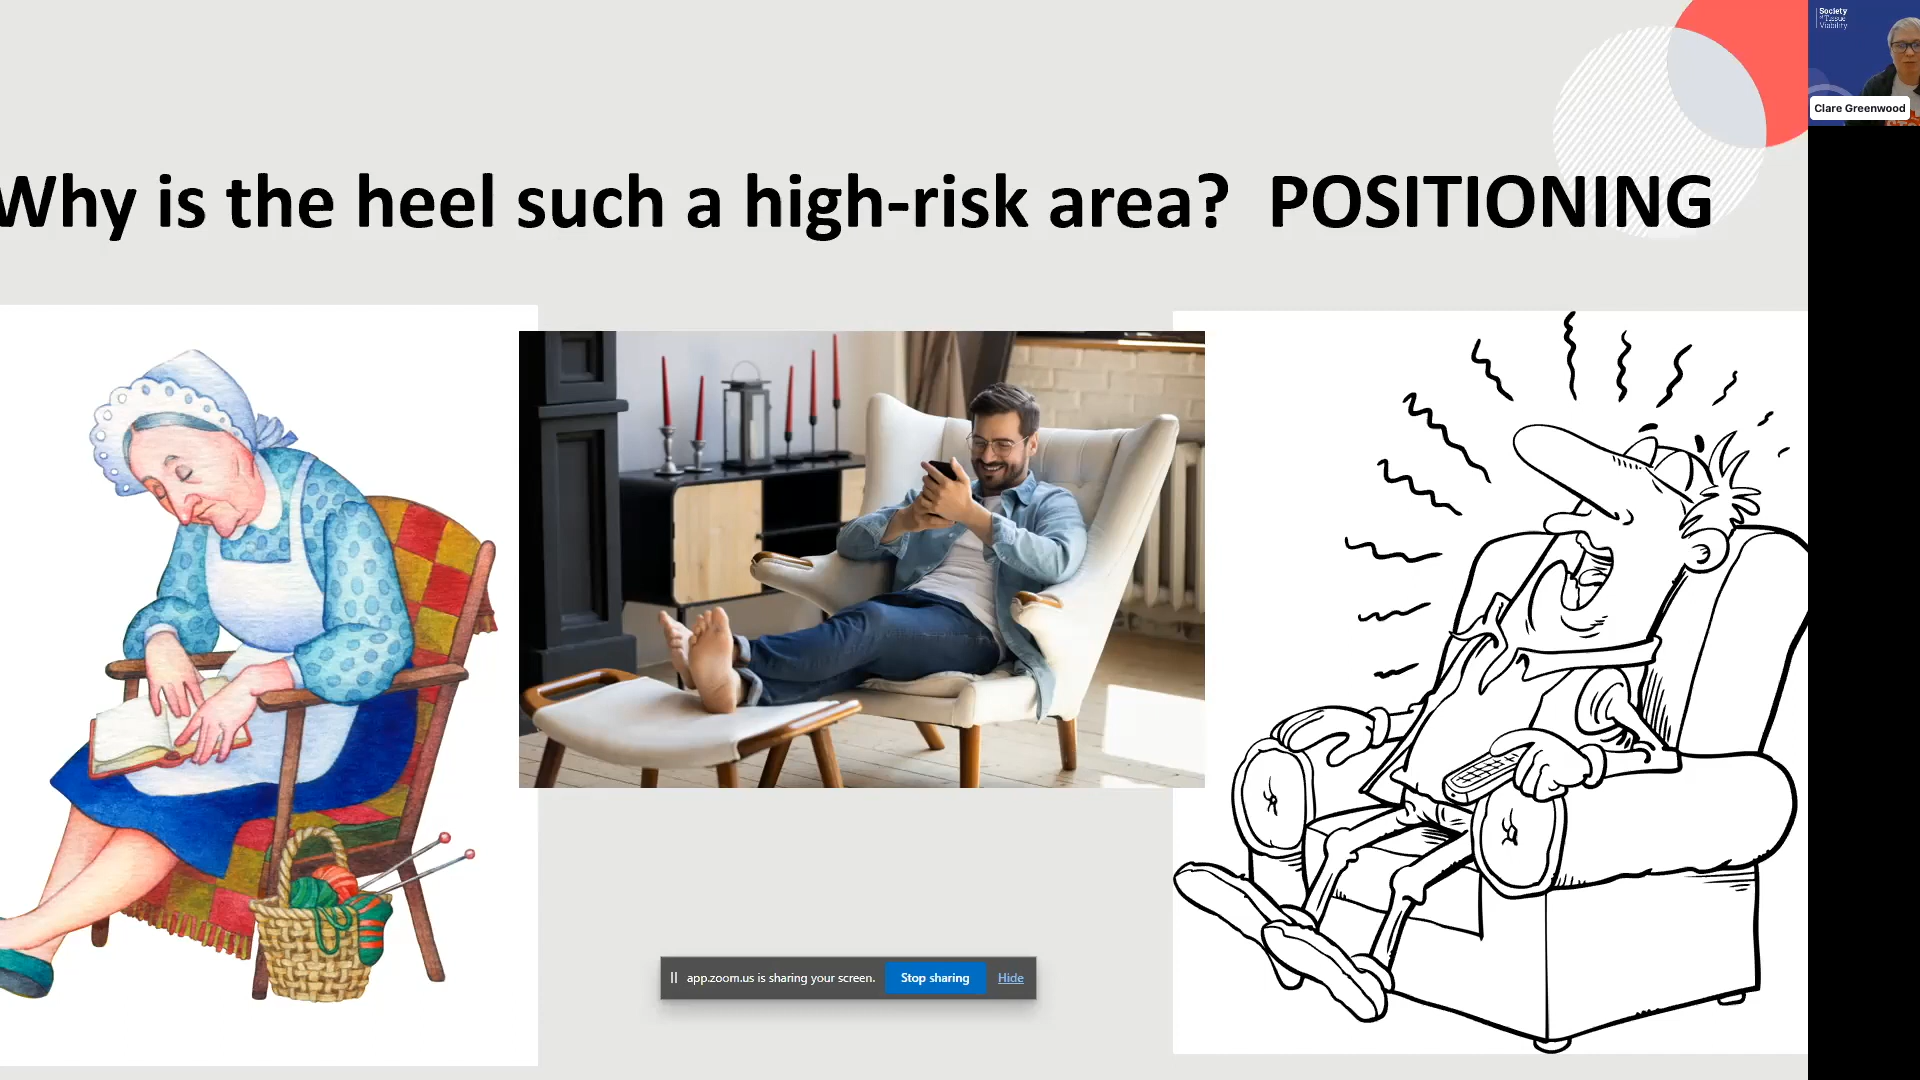 Society
of Tissue
Viability
Clare Greenwood
Why is the heel such a high-risk area? POSITIONING
app.zoom.us is sharing your screen. Stop sharing Hide